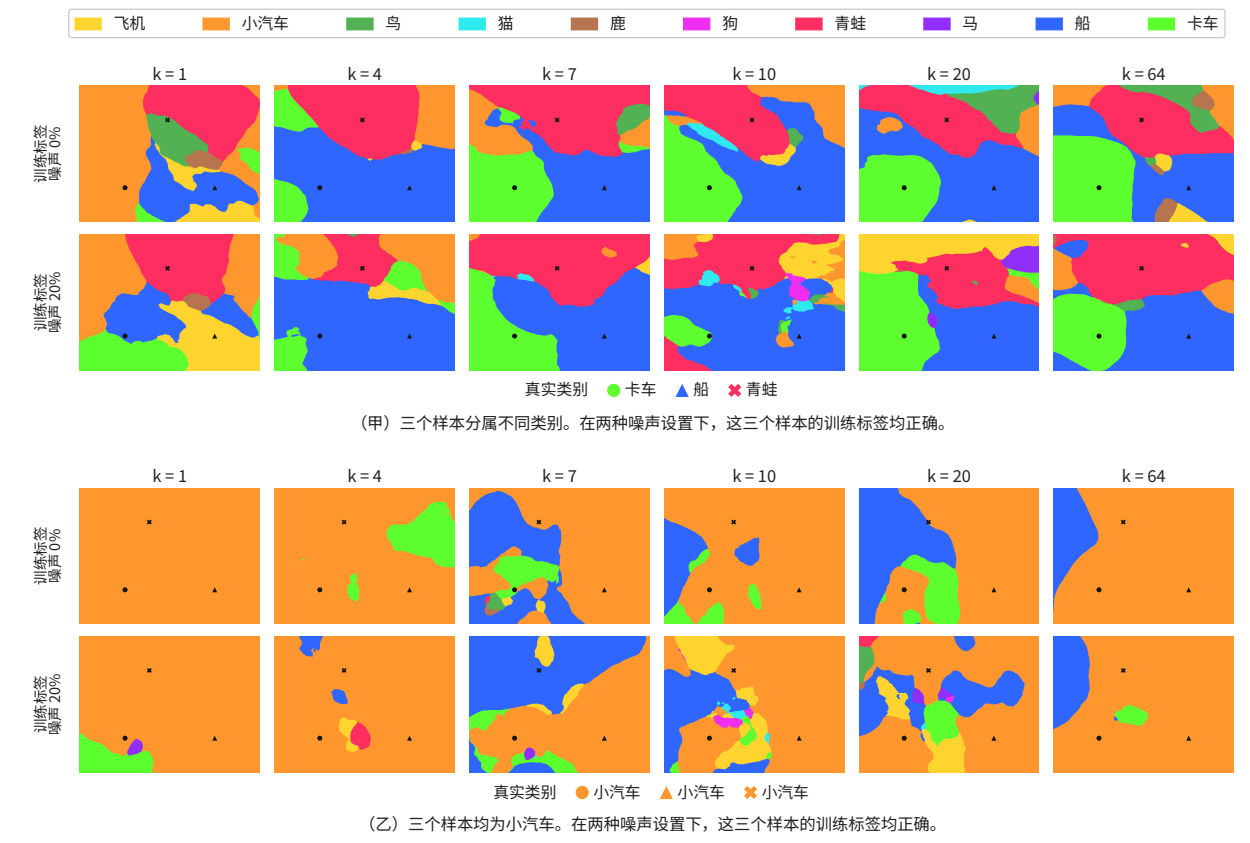 飞机 小汽车 鸟 猫 鹿 狗 青蛙 马 船 卡车
k = 1 k = 4 k = 7 k = 10 k = 20 k = 64
训练标签
噪声 0%
训练标签
噪声 20%
真实类别 卡车 船 青蛙
（甲）三个样本分属不同类别。在两种噪声设置下，这三个样本的训练标签均正确。
k = 1 k = 4 k = 7 k = 10 k = 20 k = 64
训练标签
噪声 0%
训练标签
噪声 20%
真实类别 小汽车 小汽车 小汽车
（乙）三个样本均为小汽车。在两种噪声设置下，这三个样本的训练标签均正确。